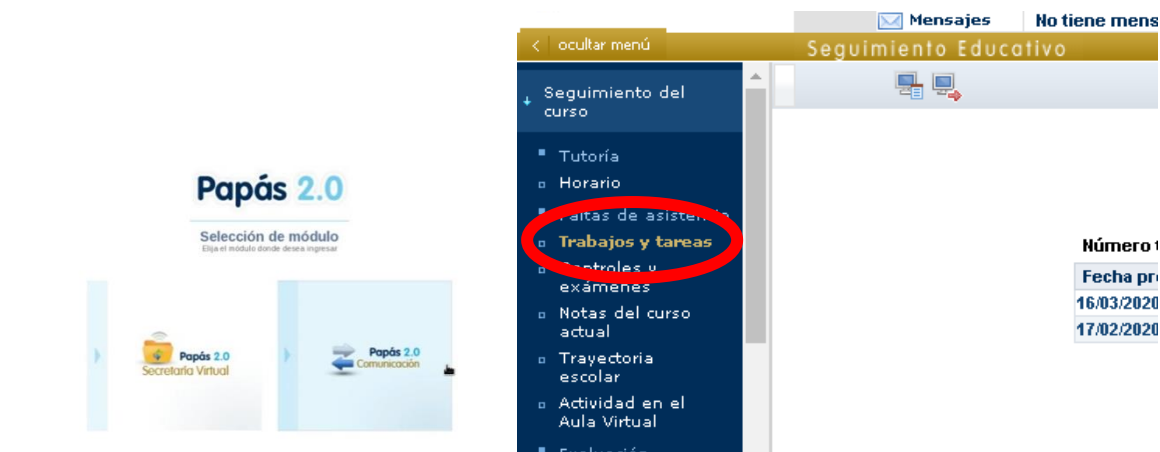 Papás 2.0
Selección de módulo
Elija el módulo donde desea ingresar
Papás 2.0
Secretaría Virtual
Papás 2.0
Comunicación
Mensajes
No tiene mens
ocultar menú
Seguimiento Educativo
Seguimiento del
curso
Tutoría
Horario
Faltas de asistencia
Trabajos y tareas
Controles y
exámenes
Notas del curso
actual
Trayectoria
escolar
Actividad en el
Aula Virtual
Número t
Fecha pr
16/03/2020
17/02/2020